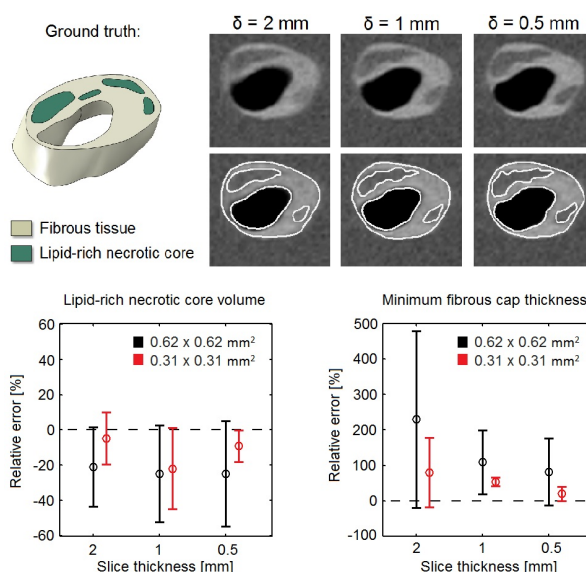 Ground truth:
δ = 2 mm
δ = 1 mm
δ = 0.5 mm
Fibrous tissue
Lipid-rich necrotic core
Lipid-rich necrotic core volume
0.62 x 0.62 mm²
0.31 x 0.31 mm²
Relative error [%]
60
40
20
0
-20
-40
-60
2
1
0.5
Slice thickness [mm]
Minimum fibrous cap thickness
0.62 x 0.62 mm²
0.31 x 0.31 mm²
Relative error [%]
500
400
300
200
100
0
-100
2
1
0.5
Slice thickness [mm]